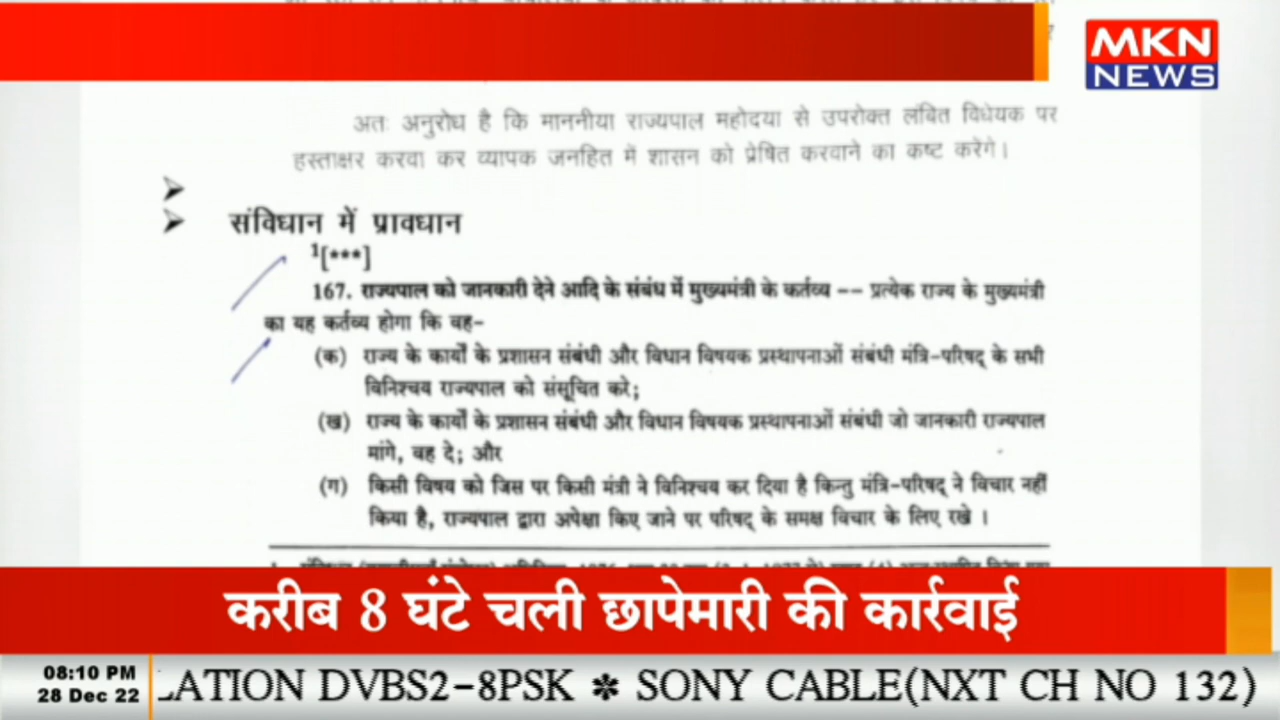 MKN
NEWS
अतः अनुरोध है कि माननीया राज्यपाल महोदया से उपरोक्त लंबित विधेयक पर
हस्ताक्षर करवा कर व्यापक जनहित में शासन को प्रेषित करवाने का कष्ट करेंगे।
संविधान में प्रावधान
1[***]
167. राज्यपाल को जानकारी देने आदि के संबंध में मुख्यमंत्री के कर्तव्य -- प्रत्येक राज्य के मुख्यमंत्री
का यह कर्तव्य होगा कि वह-
(क) राज्य के कार्यों के प्रशासन संबंधी और विधान विषयक प्रस्थापनाओं संबंधी मंत्रि-परिषद् के सभी
विनिश्चय राज्यपाल को संसूचित करे;
(ख) राज्य के कार्यों के प्रशासन संबंधी और विधान विषयक प्रस्थापनाओं संबंधी जो जानकारी राज्यपाल
मांगे, वह दे; और
(ग) किसी विषय को जिस पर किसी मंत्री ने विनिश्चय कर दिया है किन्तु मंत्रि-परिषद् ने विचार नहीं
किया है, राज्यपाल द्वारा अपेक्षा किए जाने पर परिषद् के समक्ष विचार के लिए रखे ।
करीब 8 घंटे चली छापेमारी की कार्रवाई
08:10 PM
28 Dec 22
LATION DVBS2-8PSK ✽ SONY CABLE(NXT CH NO 132)